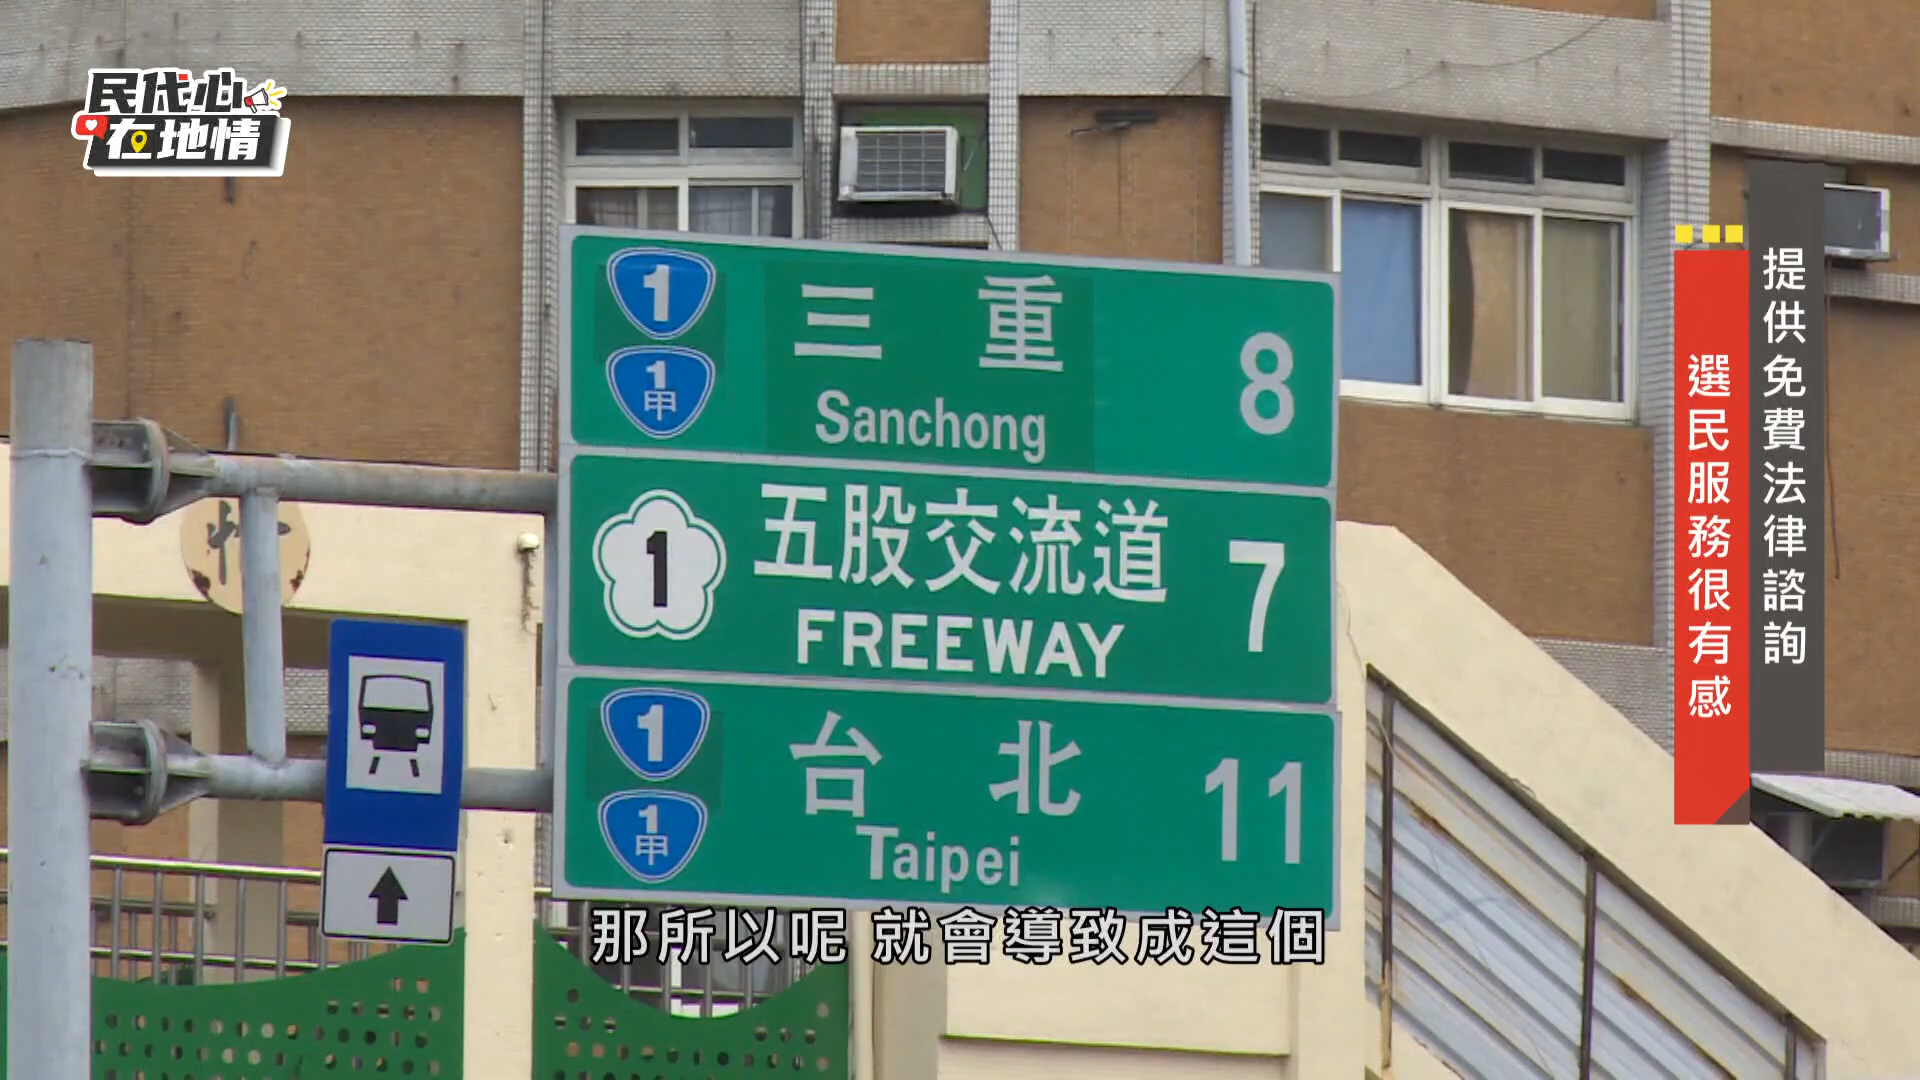 民代心
在地情
提供免費法律諮詢
選民服務很有感
1
1甲
三重
8
Sanchong
1
五股交流道
7
FREEWAY
1
1甲
台北
11
Taipei
那所以呢 就會導致成這個